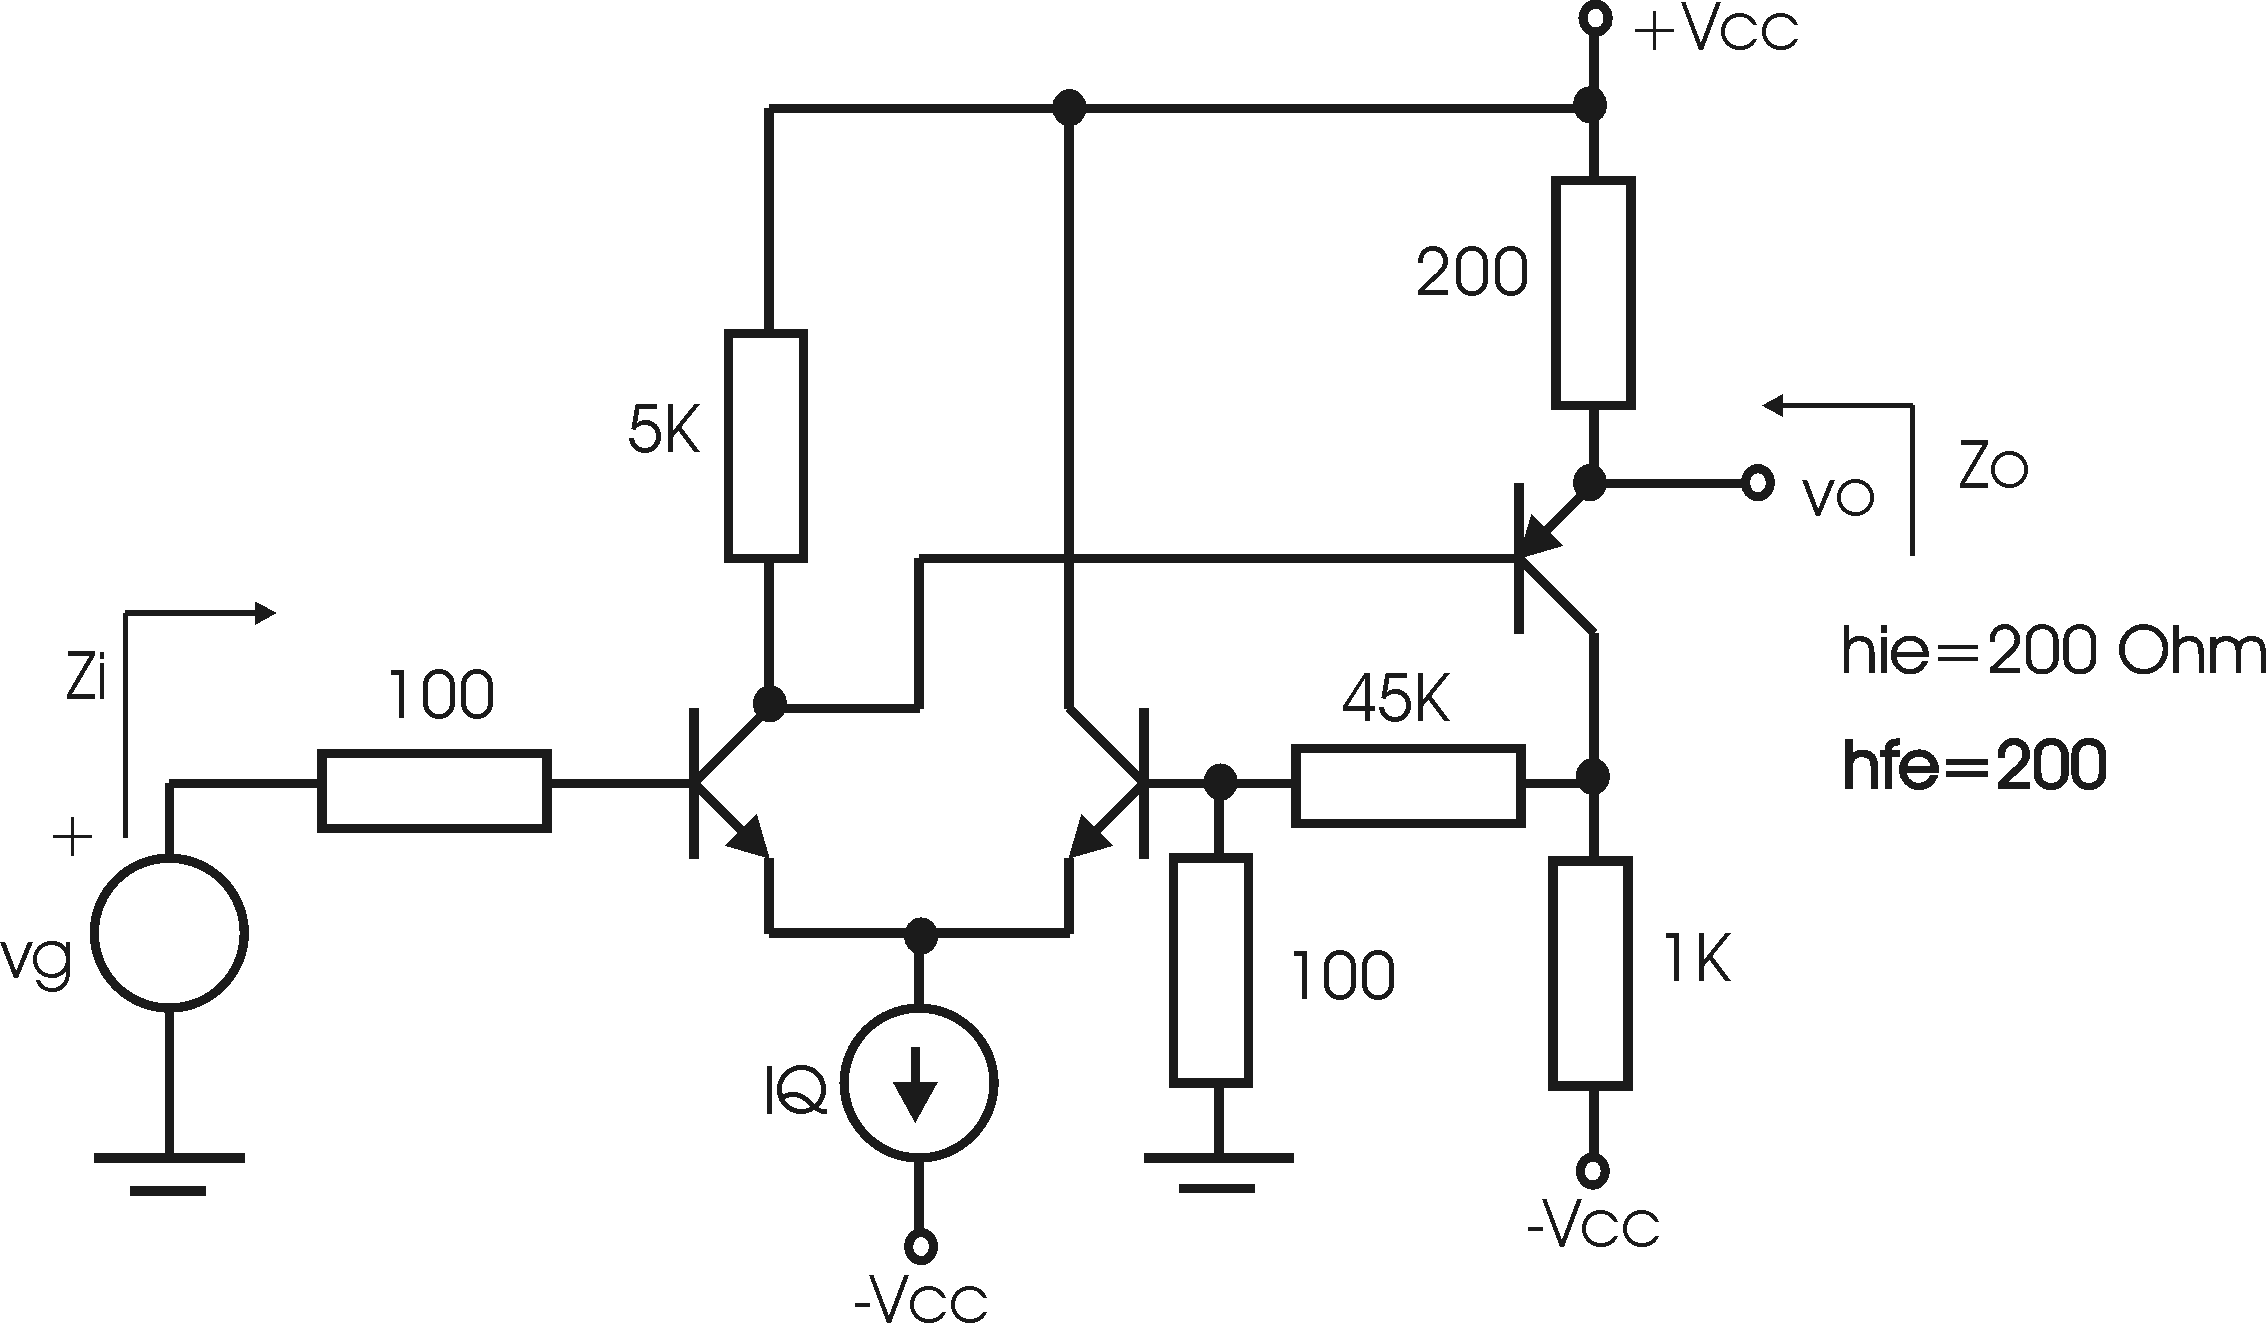 +Vcc
200
5K
Zo
vo
Zi
100
45K
hie=200 Ohm
hfe=200
+
vg
100
1K
IQ
-Vcc
-Vcc